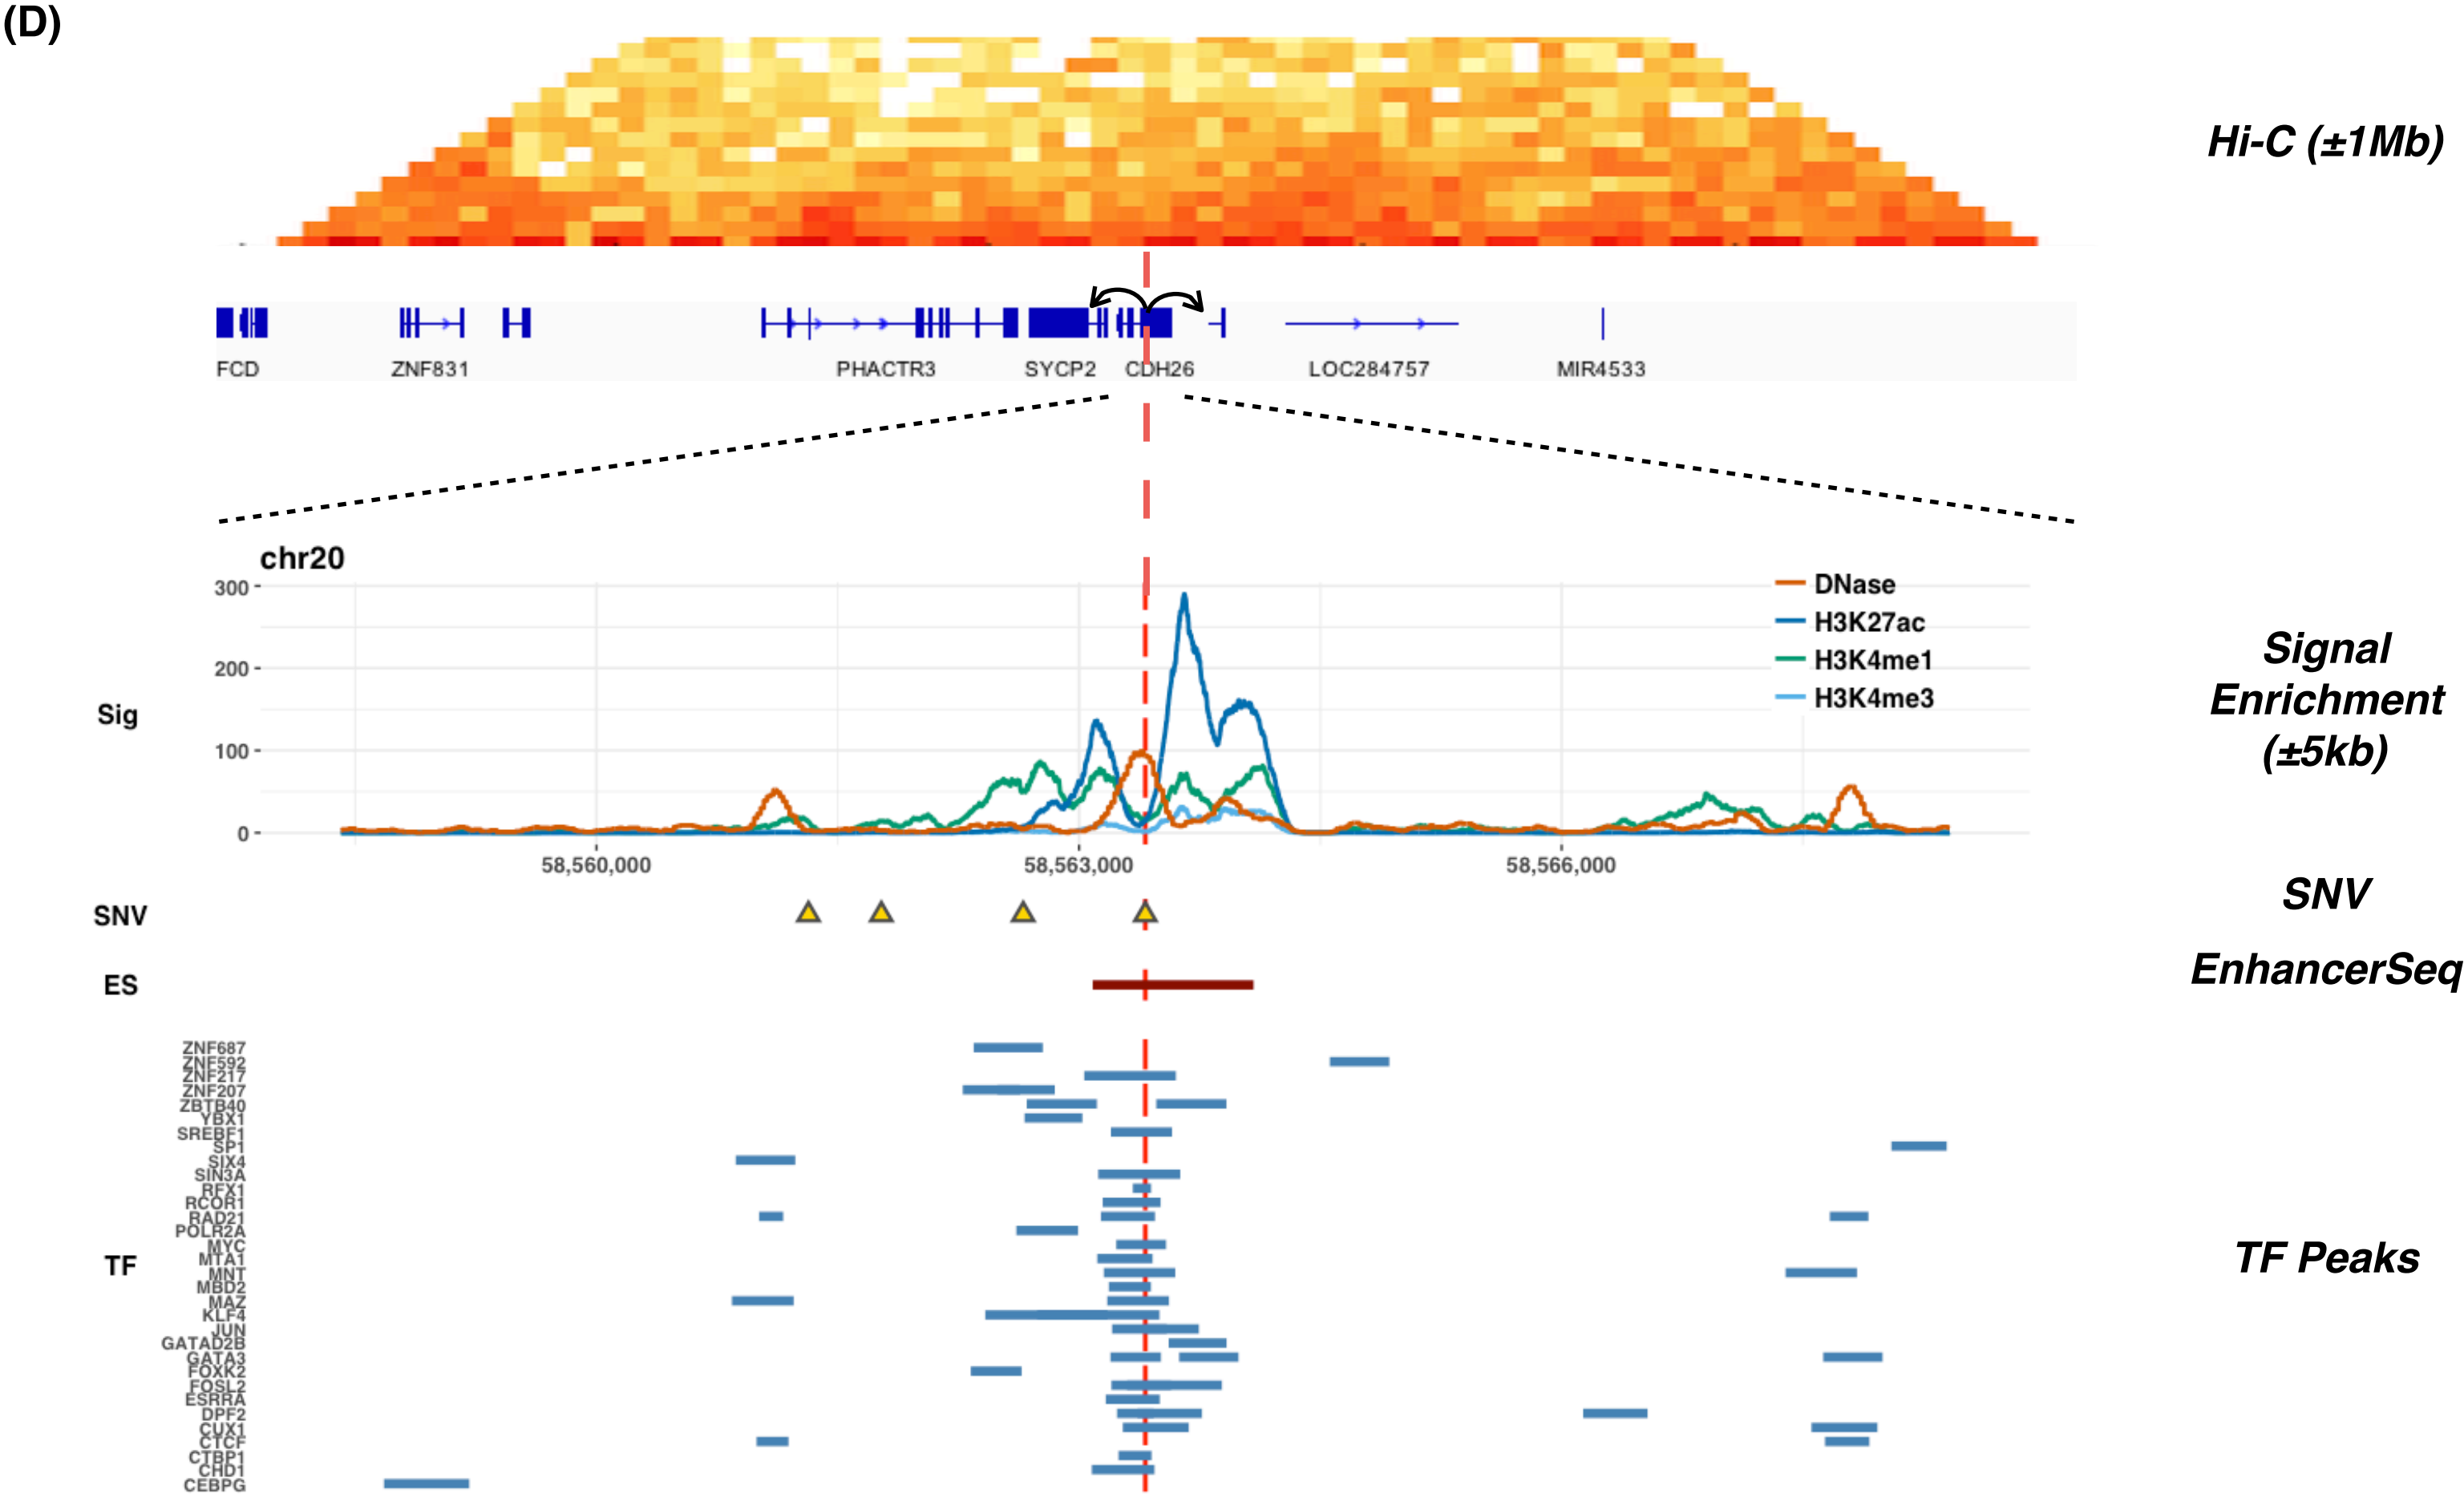 (D)
Hi-C (±1Mb)
FCD ZNF831 PHACTR3 SYCP2 CDH26 LOC284757 MIR4533
chr20
300
200
100
0
Sig
DNase
H3K27ac
H3K4me1
H3K4me3
Signal
Enrichment
(±5kb)
58,560,000 58,563,000 58,566,000
SNV
SNV
ES
EnhancerSeq
TF
ZNF687
ZNF592
ZNF217
ZNF207
ZBTB40
YBX1
SREBF1
SP1
SIX4
SIN3A
RFX1
RCOR1
RAD21
POLR2A
MYC
MTA1
MNT
MBD2
MAZ
KLF4
JUN
GATAD2B
GATA3
FOXK2
FOSL2
ESRRA
DPF2
CUX1
CTCF
CTBP1
CHD1
CEBPG
TF Peaks